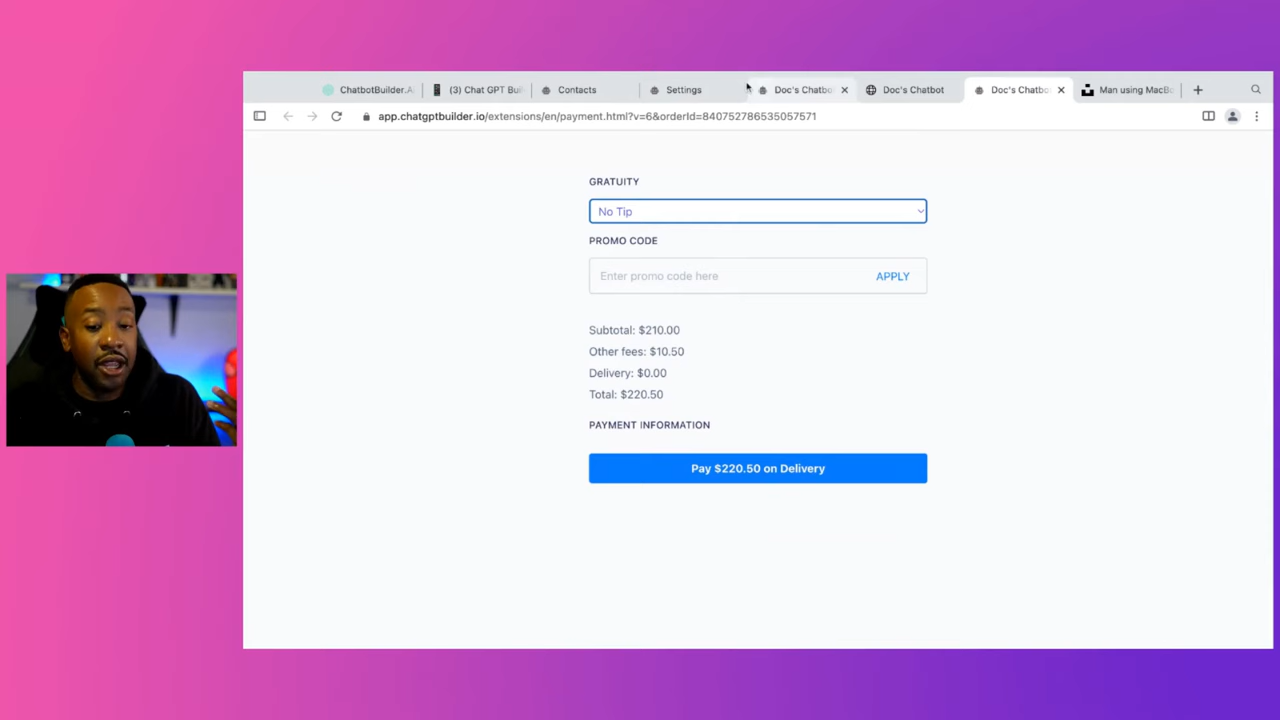 ChatbotBuilder.A
(3) Chat GPT Bui
Contacts
Settings
Doc's Chatbo
Doc's Chatbot
Doc's Chatbo
Man using MacBo
app.chatgptbuilder.io/extensions/en/payment.html?v=6&orderId=840752786535057571
GRATUITY
No Tip
PROMO CODE
Enter promo code here
APPLY
Subtotal: $210.00
Other fees: $10.50
Delivery: $0.00
Total: $220.50
PAYMENT INFORMATION
Pay $220.50 on Delivery